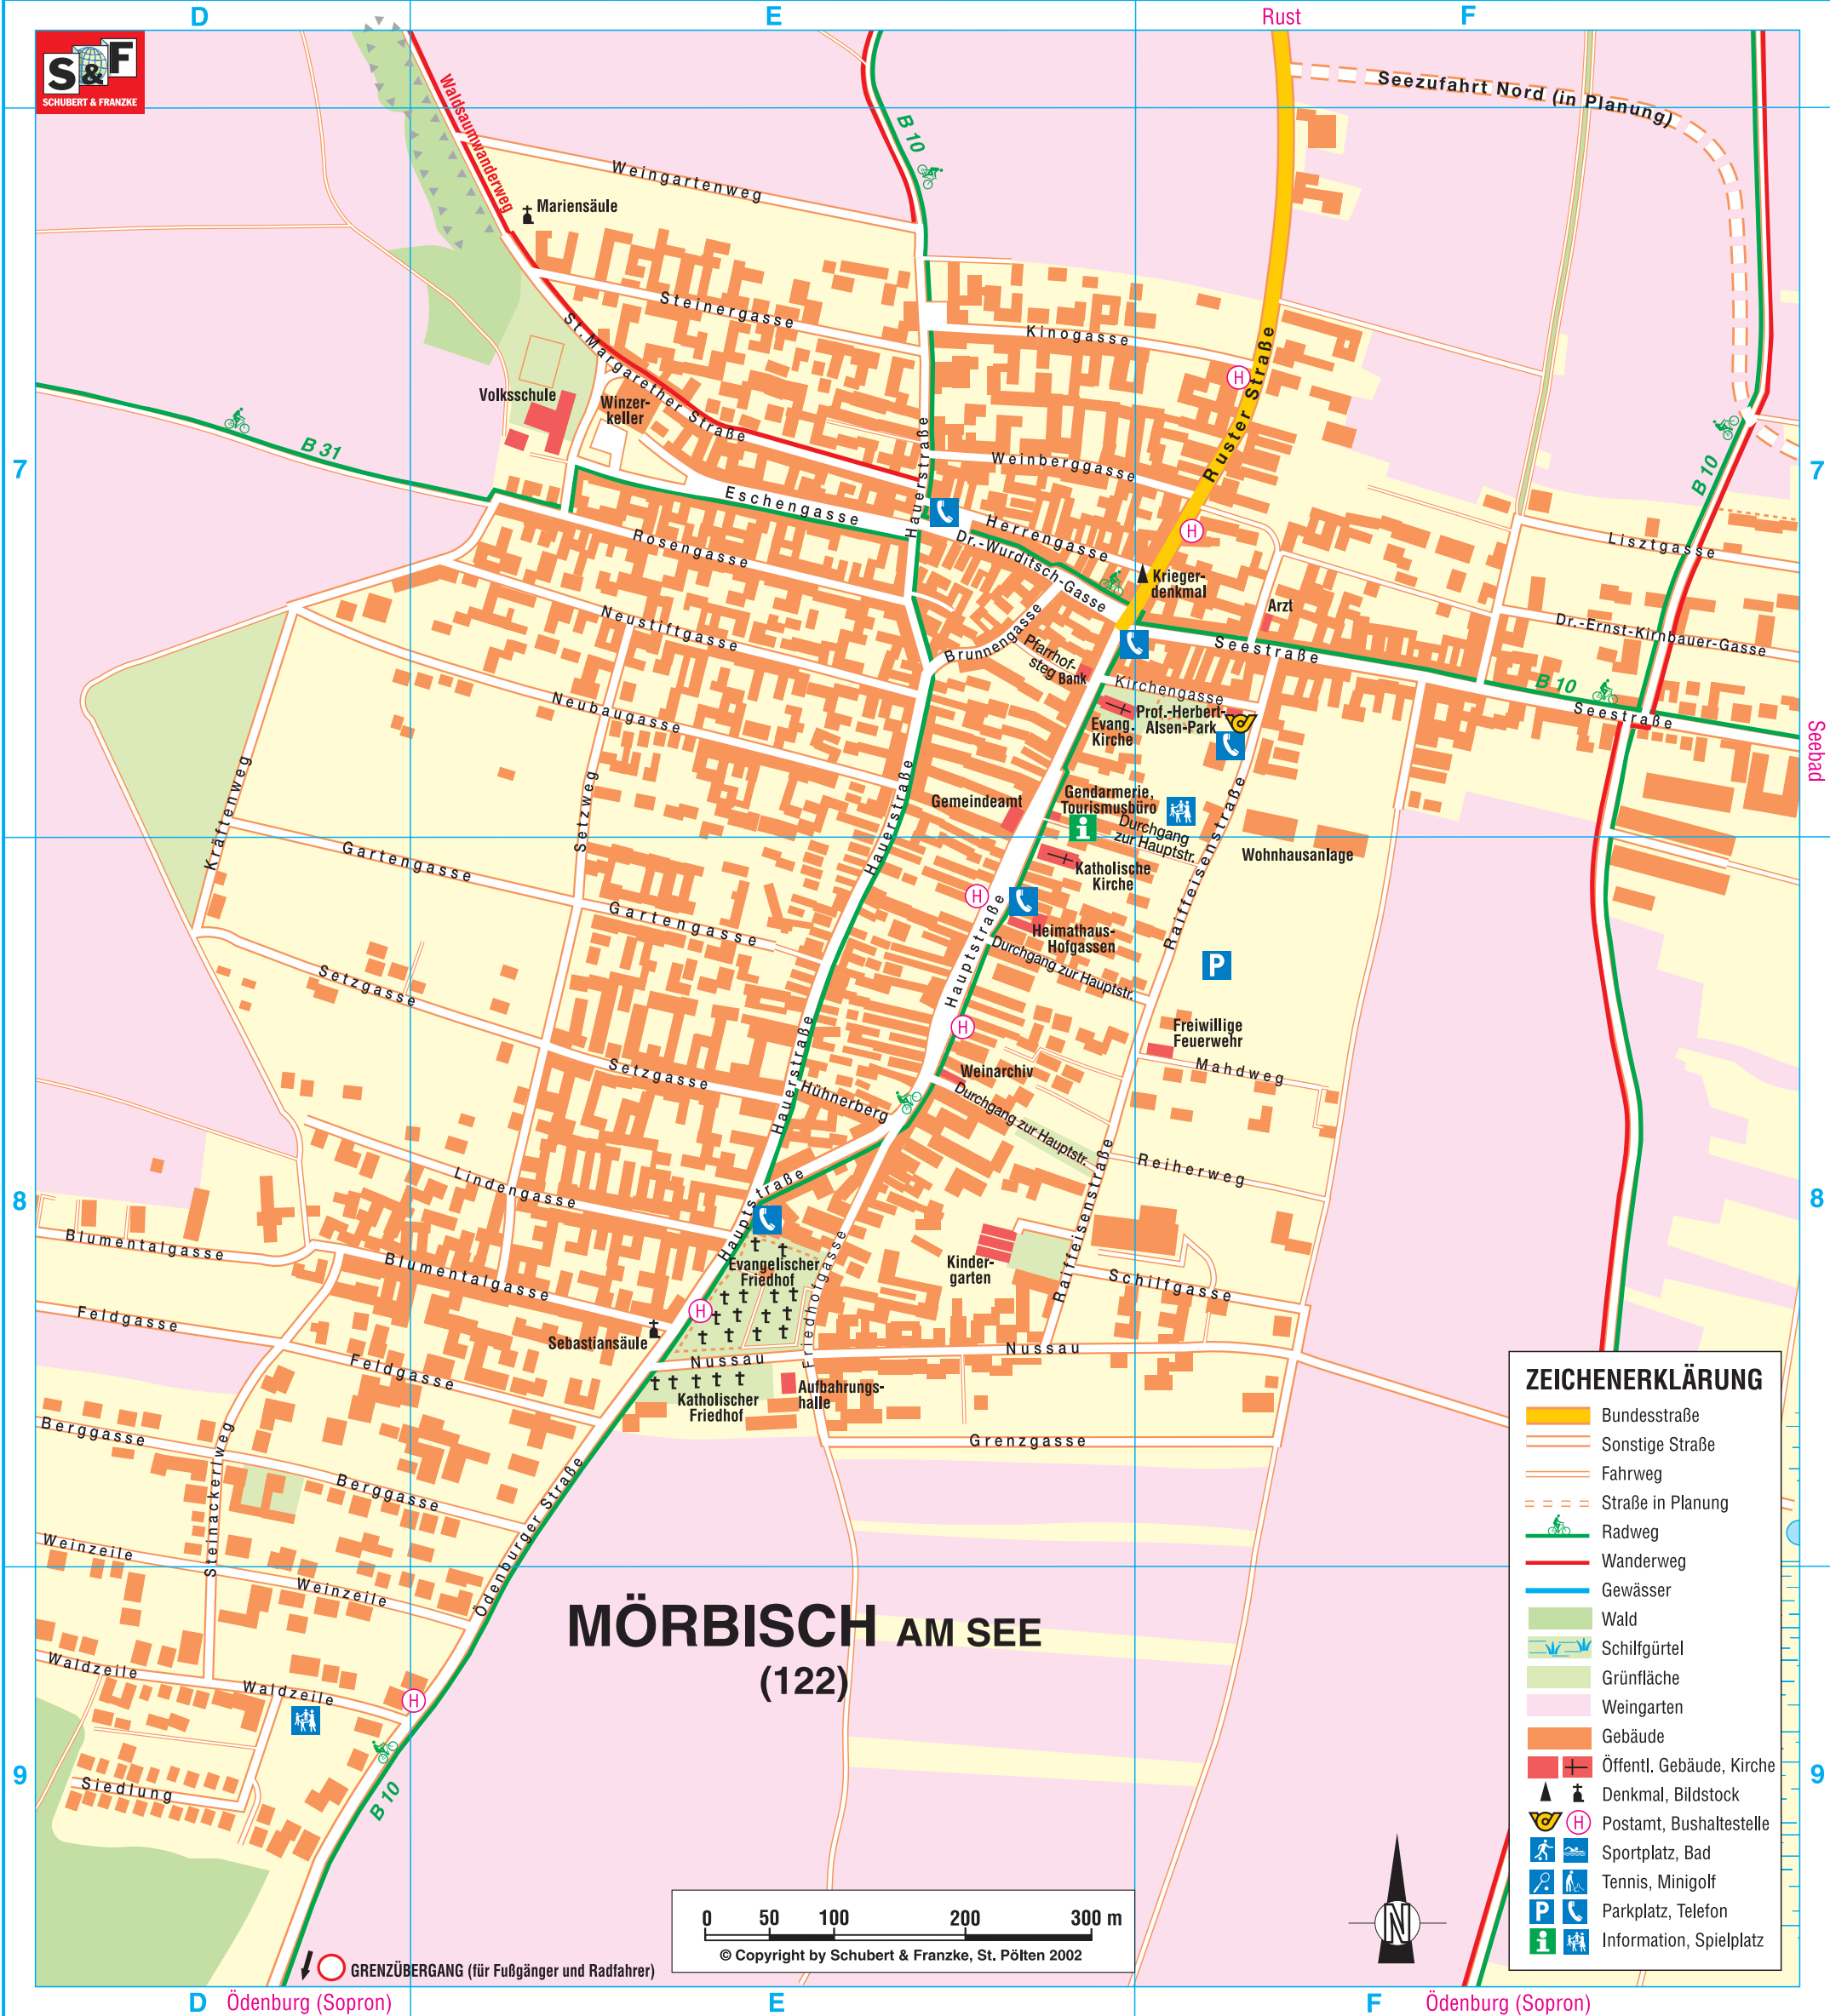 D
E
Rust
F
S&F
SCHUBERT & FRANZKE
Seezufahrt Nord (in Planung)
Waldsaumwanderweg
B 10
Weingartenweg
Mariensäule
Steinergasse
Kinogasse
St. Margarether Straße
Ruster Straße
Volksschule
Winzer-
keller
B 31
7
Hauerstraße
Weinberggasse
7
B 10
Eschengasse
Herrengasse
Dr.-Wurditsch-Gasse
Rosengasse
Lisztgasse
Krieger-
denkmal
Arzt
Neustiftgasse
Brunnengasse
Pfarrhof-
steg
Bank
Seestraße
Dr.-Ernst-Kirnbauer-Gasse
Kirchengasse
B 10
Seestraße
Neubaugasse
Evang.
Kirche
Prof.-Herbert-
Alsen-Park
Seebad
Kräftenweg
Setzweg
Hauerstraße
Gemeindeamt
Gendarmerie,
Tourismusbüro
Durchgang
zur Hauptstr.
Raiffeisenstraße
Wohnhausanlage
Gartengasse
Katholische
Kirche
Gartengasse
Hauptstraße
Heimathaus-
Hofgassen
Durchgang zur Hauptstr.
P
Setzgasse
Hauerstraße
Freiwillige
Feuerwehr
Mahdweg
Setzgasse
Hühnerberg
Weinarchiv
Durchgang zur Hauptstr.
Reiherweg
Lindengasse
8
8
Hauptstraße
Raiffeisenstraße
Blumentalgasse
Blumentalgasse
Evangelischer
Friedhof
Friedhofgasse
Kinder-
garten
Schilfgasse
Feldgasse
Sebastiansäule
Nussau
Nussau
Feldgasse
Katholischer
Friedhof
Aufbahrungs-
halle
Berggasse
Steinackerlweg
Grenzgasse
Berggasse
Ödenburger Straße
Weinzeile
Weinzeile
MÖRBISCH AM SEE
(122)
Waldzeile
Waldzeile
9
9
Siedlung
B 10
ZEICHENERKLÄRUNG
Bundesstraße
Sonstige Straße
Fahrweg
Straße in Planung
Radweg
Wanderweg
Gewässer
Wald
Schilfgürtel
Grünfläche
Weingarten
Gebäude
Öffentl. Gebäude, Kirche
Denkmal, Bildstock
H Postamt, Bushaltestelle
Sportplatz, Bad
Tennis, Minigolf
P Parkplatz, Telefon
i Information, Spielplatz
N
0 50 100 200 300 m
© Copyright by Schubert & Franzke, St. Pölten 2002
GRENZÜBERGANG (für Fußgänger und Radfahrer)
D
Ödenburg (Sopron)
E
F
Ödenburg (Sopron)